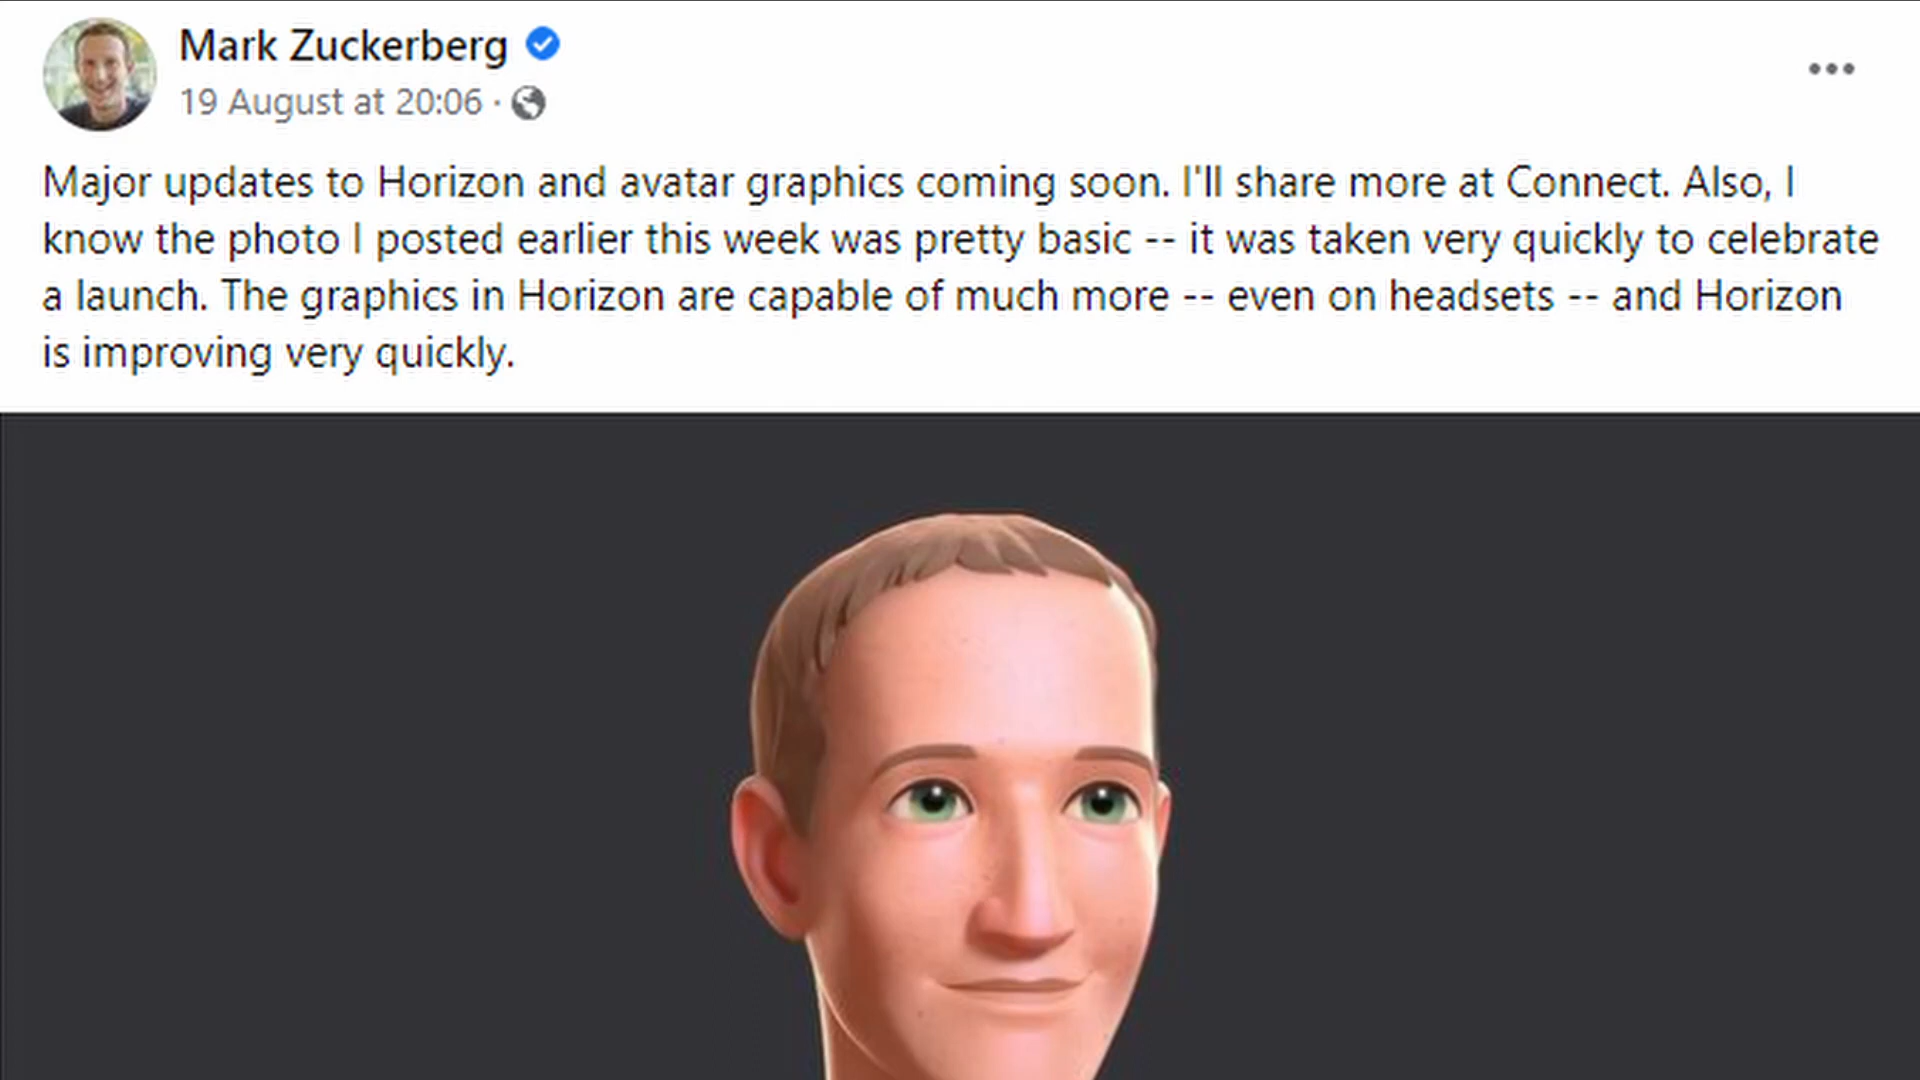 Mark Zuckerberg
19 August at 20:06 ·
Major updates to Horizon and avatar graphics coming soon. I'll share more at Connect. Also, I
know the photo I posted earlier this week was pretty basic -- it was taken very quickly to celebrate
a launch. The graphics in Horizon are capable of much more -- even on headsets -- and Horizon
is improving very quickly.